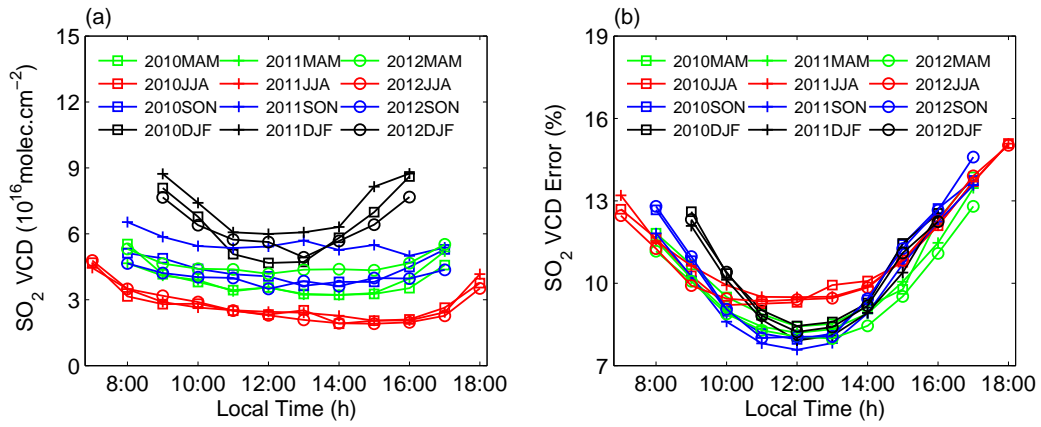 (a)
SO2 VCD (10^16 molec.cm^-2)
15
12
9
6
3
0
2010MAM 2011MAM 2012MAM
2010JJA 2011JJA 2012JJA
2010SON 2011SON 2012SON
2010DJF 2011DJF 2012DJF
8:00 10:00 12:00 14:00 16:00 18:00
Local Time (h)
(b)
SO2 VCD Error (%)
19
16
13
10
7
2010MAM 2011MAM 2012MAM
2010JJA 2011JJA 2012JJA
2010SON 2011SON 2012SON
2010DJF 2011DJF 2012DJF
8:00 10:00 12:00 14:00 16:00 18:00
Local Time (h)